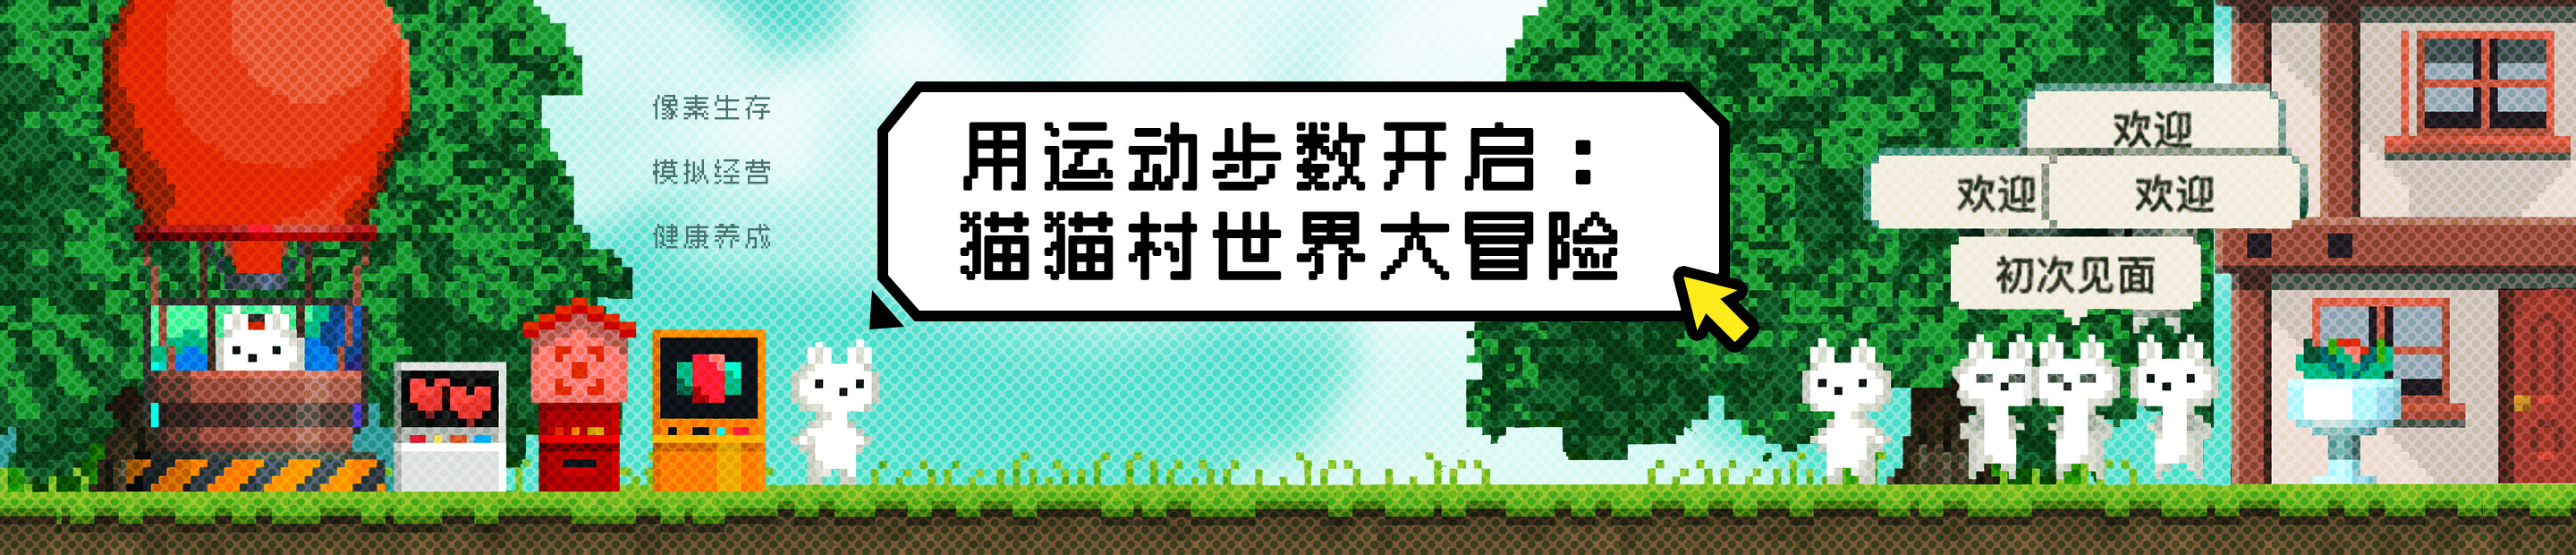 像素生存
模拟经营
健康养成
用运动步数开启：
猫猫村世界大冒险
欢迎
欢迎
欢迎
初次见面